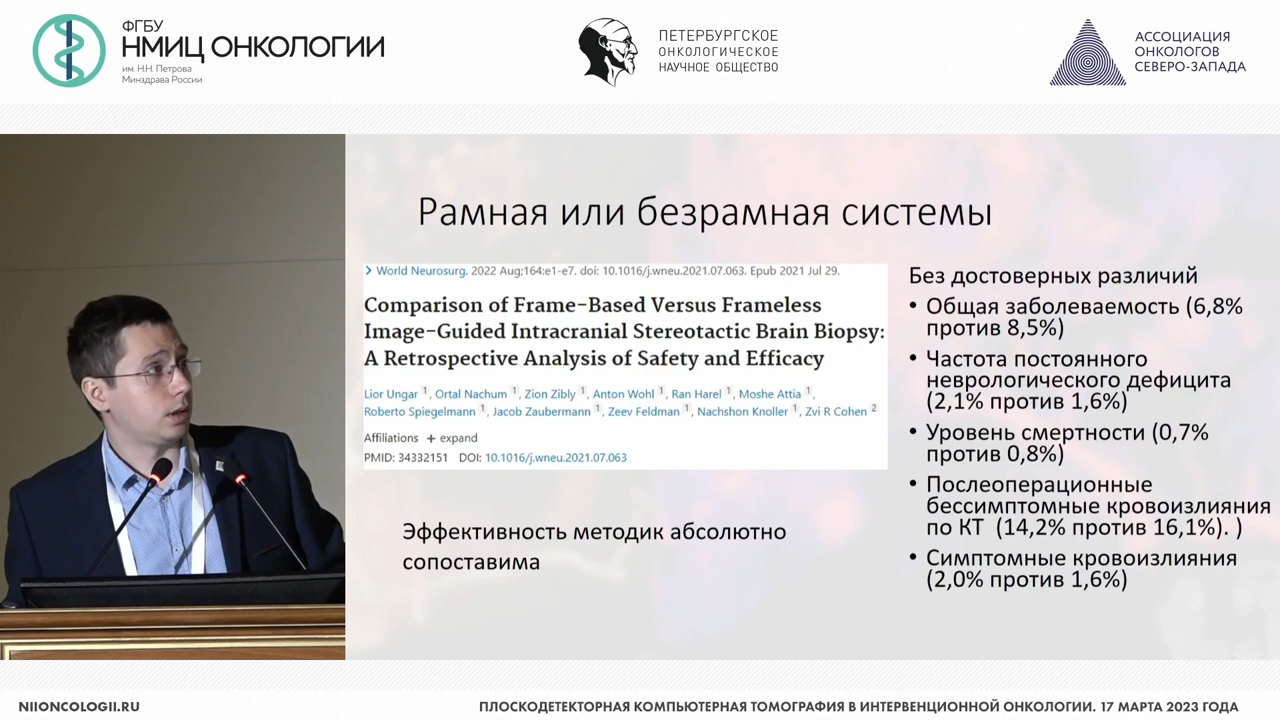 ФГБУ
НМИЦ ОНКОЛОГИИ
им. Н.Н. Петрова
Минздрава России
ПЕТЕРБУРГСКОЕ
ОНКОЛОГИЧЕСКОЕ
НАУЧНОЕ ОБЩЕСТВО
АССОЦИАЦИЯ
ОНКОЛОГОВ
СЕВЕРО-ЗАПАДА
Рамная или безрамная системы
> World Neurosurg. 2022 Aug;164:e1-e7. doi: 10.1016/j.wneu.2021.07.063. Epub 2021 Jul 29.
Comparison of Frame-Based Versus Frameless
Image-Guided Intracranial Stereotactic Brain Biopsy:
A Retrospective Analysis of Safety and Efficacy
Lior Ungar 1, Ortal Nachum 1, Zion Zibly 1, Anton Wohl 1, Ran Harel 1, Moshe Attia 1,
Roberto Spiegelmann 1, Jacob Zaubermann 1, Zeev Feldman 1, Nachshon Knoller 1, Zvi R Cohen 2
Affiliations + expand
PMID: 34332151 DOI: 10.1016/j.wneu.2021.07.063
Эффективность методик абсолютно
сопоставима
Без достоверных различий
• Общая заболеваемость (6,8%
против 8,5%)
• Частота постоянного
неврологического дефицита
(2,1% против 1,6%)
• Уровень смертности (0,7%
против 0,8%)
• Послеоперационные
бессимптомные кровоизлияния
по КТ (14,2% против 16,1%). )
• Симптомные кровоизлияния
(2,0% против 1,6%)
NIIONCOLOGII.RU
ПЛОСКОДЕТЕКТОРНАЯ КОМПЬЮТЕРНАЯ ТОМОГРАФИЯ В ИНТЕРВЕНЦИОННОЙ ОНКОЛОГИИ. 17 МАРТА 2023 ГОДА